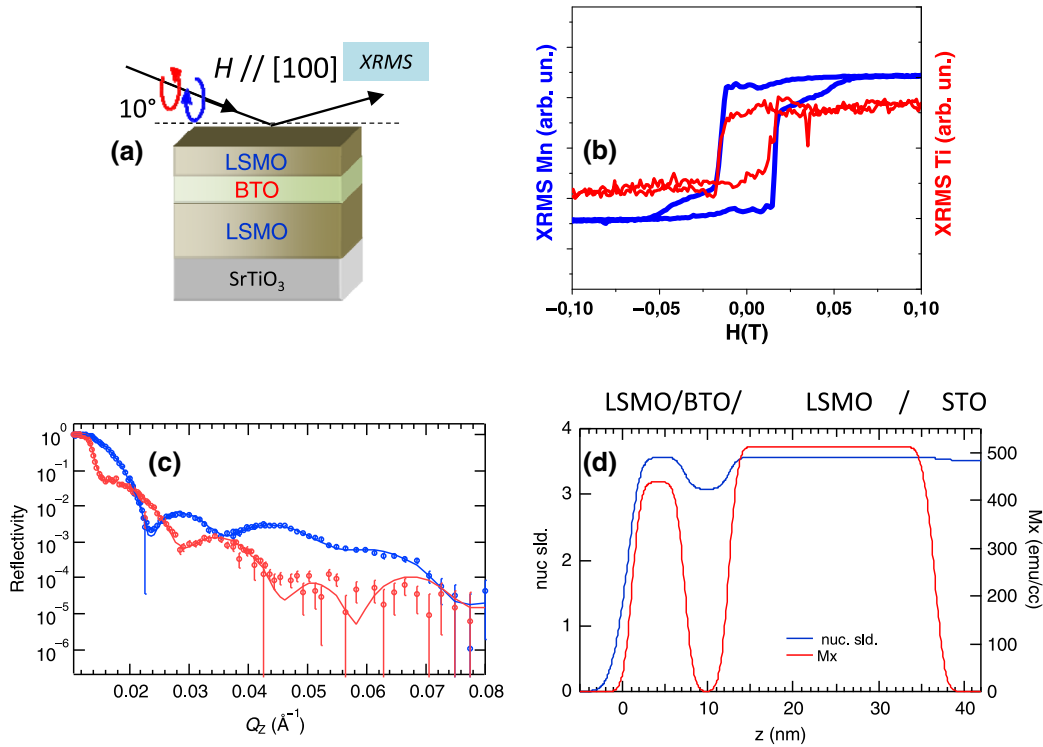 H // [100]
XRMS
10°
(a)
LSMO
BTO
LSMO
SrTiO₃
(b)
XRMS Mn (arb. un.)
XRMS Ti (arb. un.)
−0,10
−0,05
0,00
0,05
0,10
H(T)
(c)
Reflectivity
10⁰
10⁻¹
10⁻²
10⁻³
10⁻⁴
10⁻⁵
10⁻⁶
0.02
0.03
0.04
0.05
0.06
0.07
0.08
Q_Z (Å⁻¹)
LSMO/BTO/ LSMO / STO
(d)
nuc sld.
4
3
2
1
0
Mx (emu/cc)
500
400
300
200
100
0
nuc. sld.
Mx
0
10
20
30
40
z (nm)